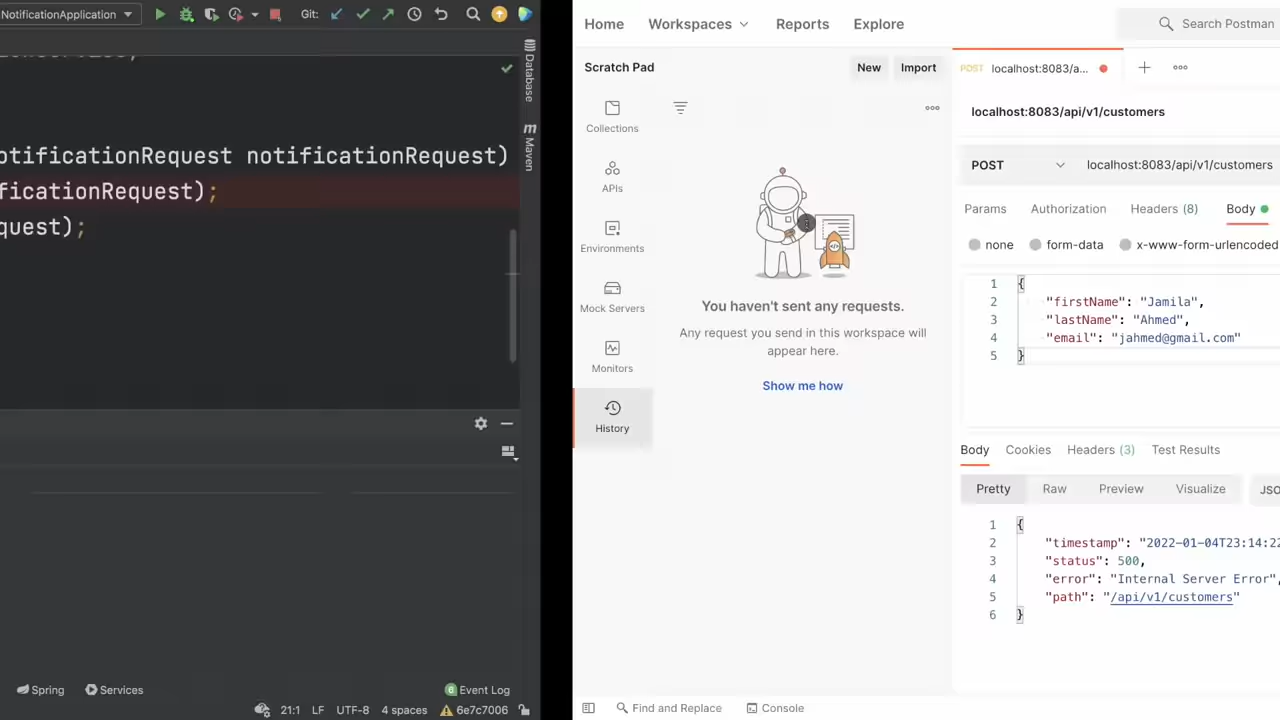 NotificationApplication
Git:
Database
Maven
otificationRequest notificationRequest)
ficationRequest);
quest);
Spring
Services
Event Log
21:1 LF UTF-8 4 spaces 6e7c7006
Home Workspaces Reports Explore
Search Postman
Scratch Pad
New Import
Collections
APIs
Environments
Mock Servers
Monitors
History
You haven't sent any requests.
Any request you send in this workspace will
appear here.
Show me how
POST localhost:8083/a...
localhost:8083/api/v1/customers
POST localhost:8083/api/v1/customers
Params Authorization Headers (8) Body
none form-data x-www-form-urlencoded
1 {
2 "firstName": "Jamila",
3 "lastName": "Ahmed",
4 "email": "jahmed@gmail.com"
5 }
Body Cookies Headers (3) Test Results
Pretty Raw Preview Visualize JSO
1 {
2 "timestamp": "2022-01-04T23:14:22
3 "status": 500,
4 "error": "Internal Server Error",
5 "path": "/api/v1/customers"
6 }
Find and Replace
Console